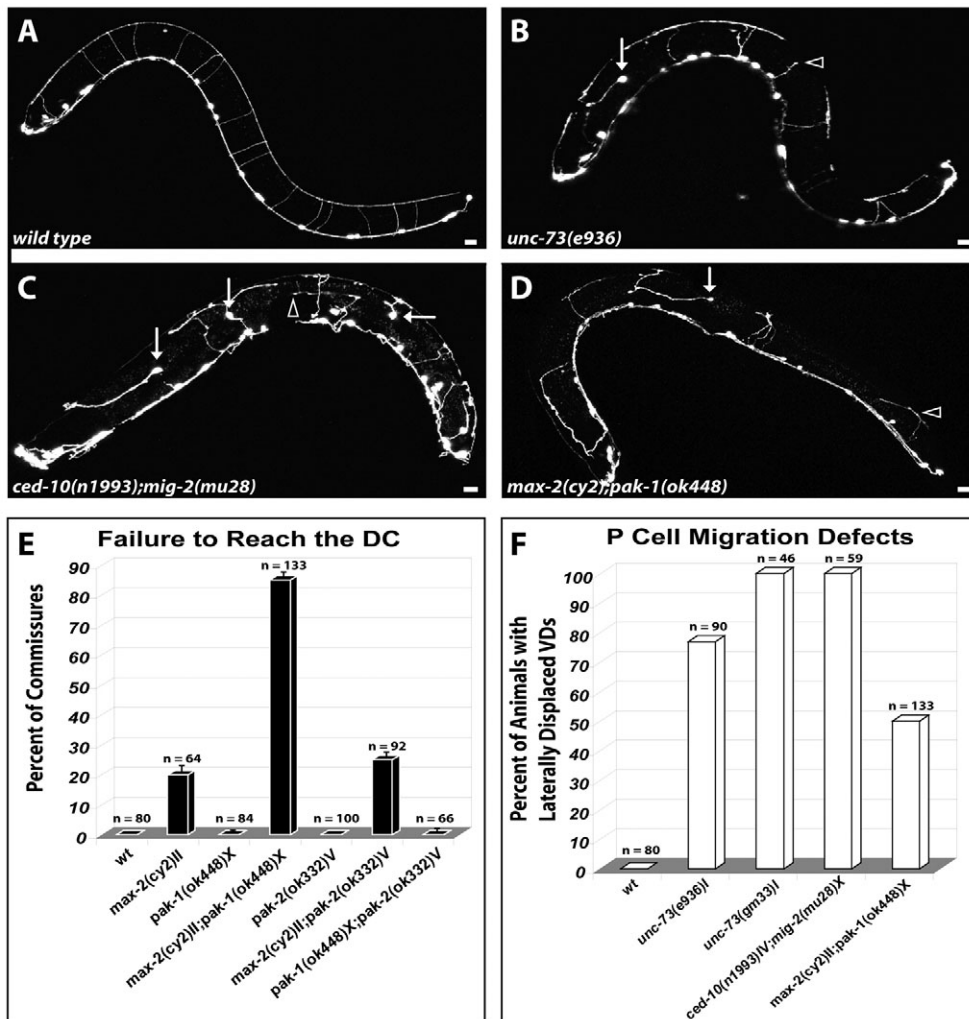 A
wild type
B
unc-73(e936)
C
ced-10(n1993);mig-2(mu28)
D
max-2(cy2);pak-1(ok448)
E
Failure to Reach the DC
Percent of Commissures
90
80
70
60
50
40
30
20
10
0
n = 80
n = 64
n = 84
n = 133
n = 100
n = 92
n = 66
wt
max-2(cy2)II
pak-1(ok448)X
max-2(cy2)II;pak-1(ok448)X
pak-2(ok332)V
max-2(cy2)II;pak-2(ok332)V
pak-1(ok448)X;pak-2(ok332)V
F
P Cell Migration Defects
Percent of Animals with
Laterally Displaced VDs
100
90
80
70
60
50
40
30
20
10
0
n = 80
n = 90
n = 46
n = 59
n = 133
wt
unc-73(e936)I
unc-73(gm33)I
ced-10(n1993)IV;mig-2(mu28)X
max-2(cy2)II;pak-1(ok448)X